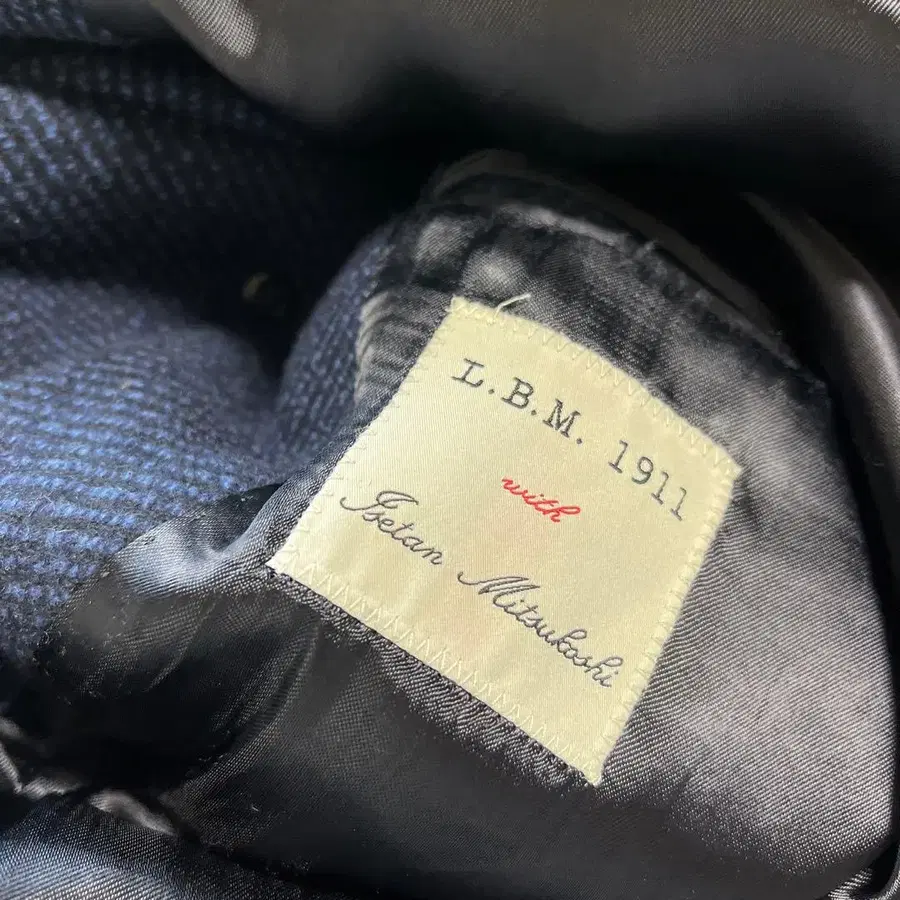 L.B.M. 1911
with
Isetan Mitsukoshi